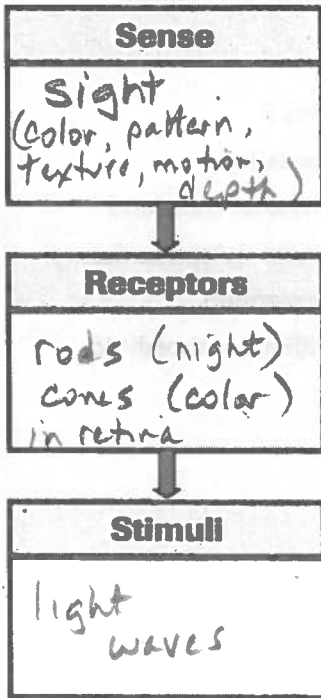 Sense
sight
(color, pattern,
texture, motion,
depth)
Receptors
rods (night)
cones (color)
in retina
Stimuli
light
waves